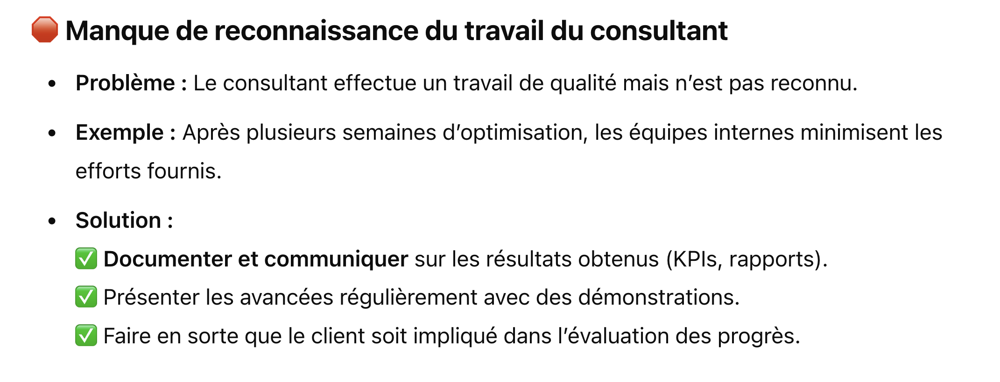 🛑 Manque de reconnaissance du travail du consultant
• Problème : Le consultant effectue un travail de qualité mais n’est pas reconnu.
• Exemple : Après plusieurs semaines d’optimisation, les équipes internes minimisent les
efforts fournis.
• Solution :
✅ Documenter et communiquer sur les résultats obtenus (KPIs, rapports).
✅ Présenter les avancées régulièrement avec des démonstrations.
✅ Faire en sorte que le client soit impliqué dans l’évaluation des progrès.